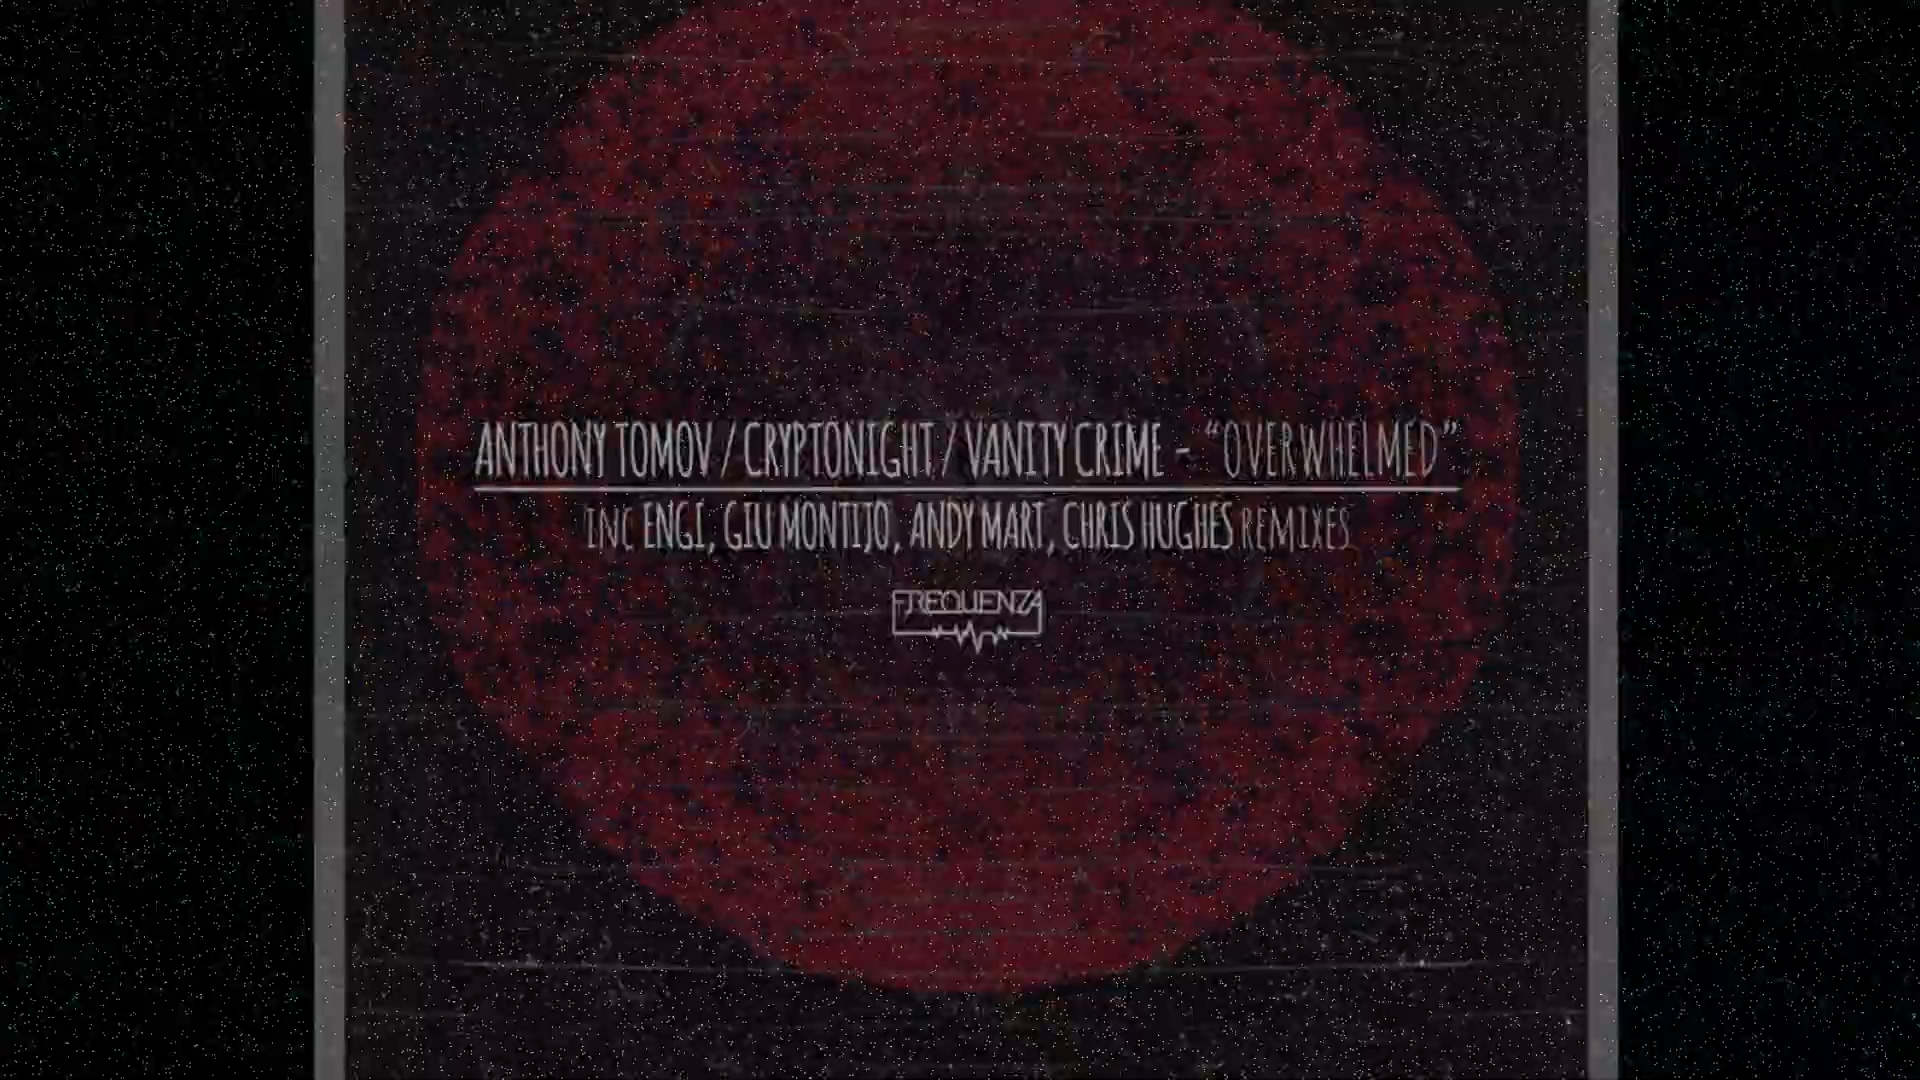 ANTHONY TOMOV / CRYPTONIGHT / VANITY CRIME - “OVERWHELMED”
INC ENGI, GIU MONTIJO, ANDY MART, CHRIS HUGHES REMIXES
FREQUENZA